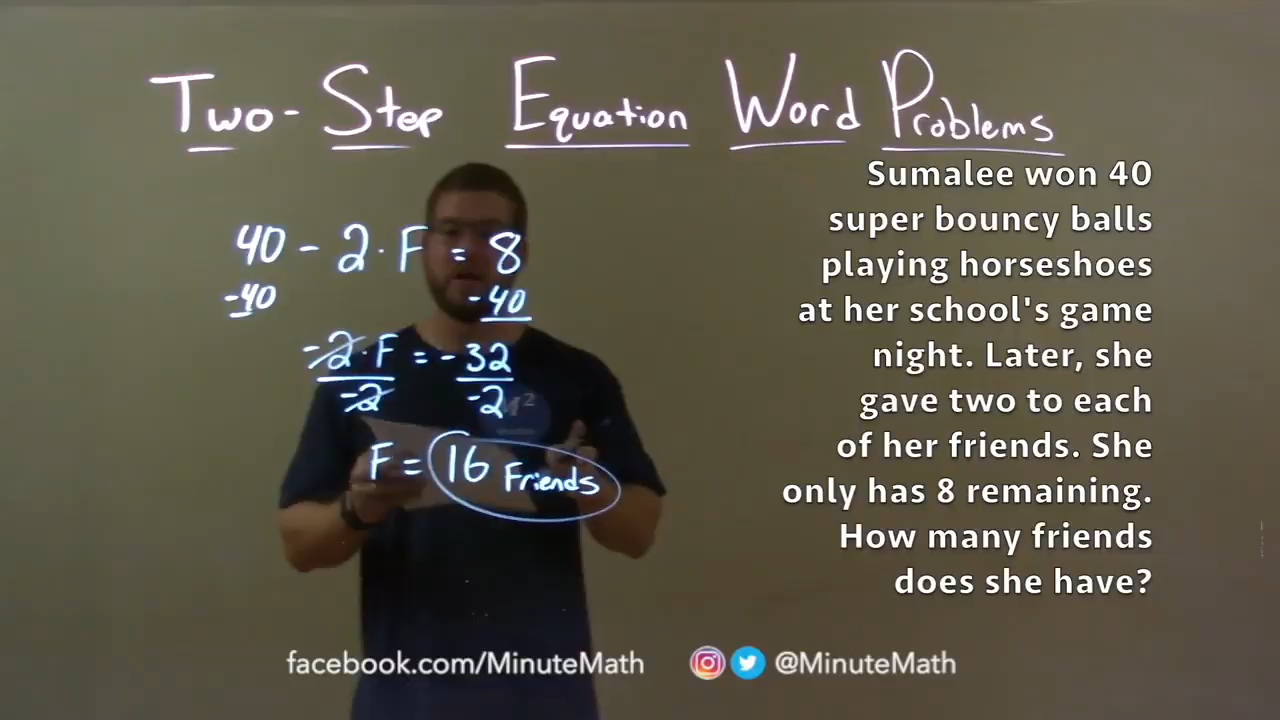 Two-Step Equation Word Problems
Sumalee won 40
super bouncy balls
playing horseshoes
at her school's game
night. Later, she
gave two to each
of her friends. She
only has 8 remaining.
How many friends
does she have?
40 - 2 · F = 8
-40 -40
-2 · F = -32
-2 -2
F = 16 Friends
M²
facebook.com/MinuteMath
@MinuteMath